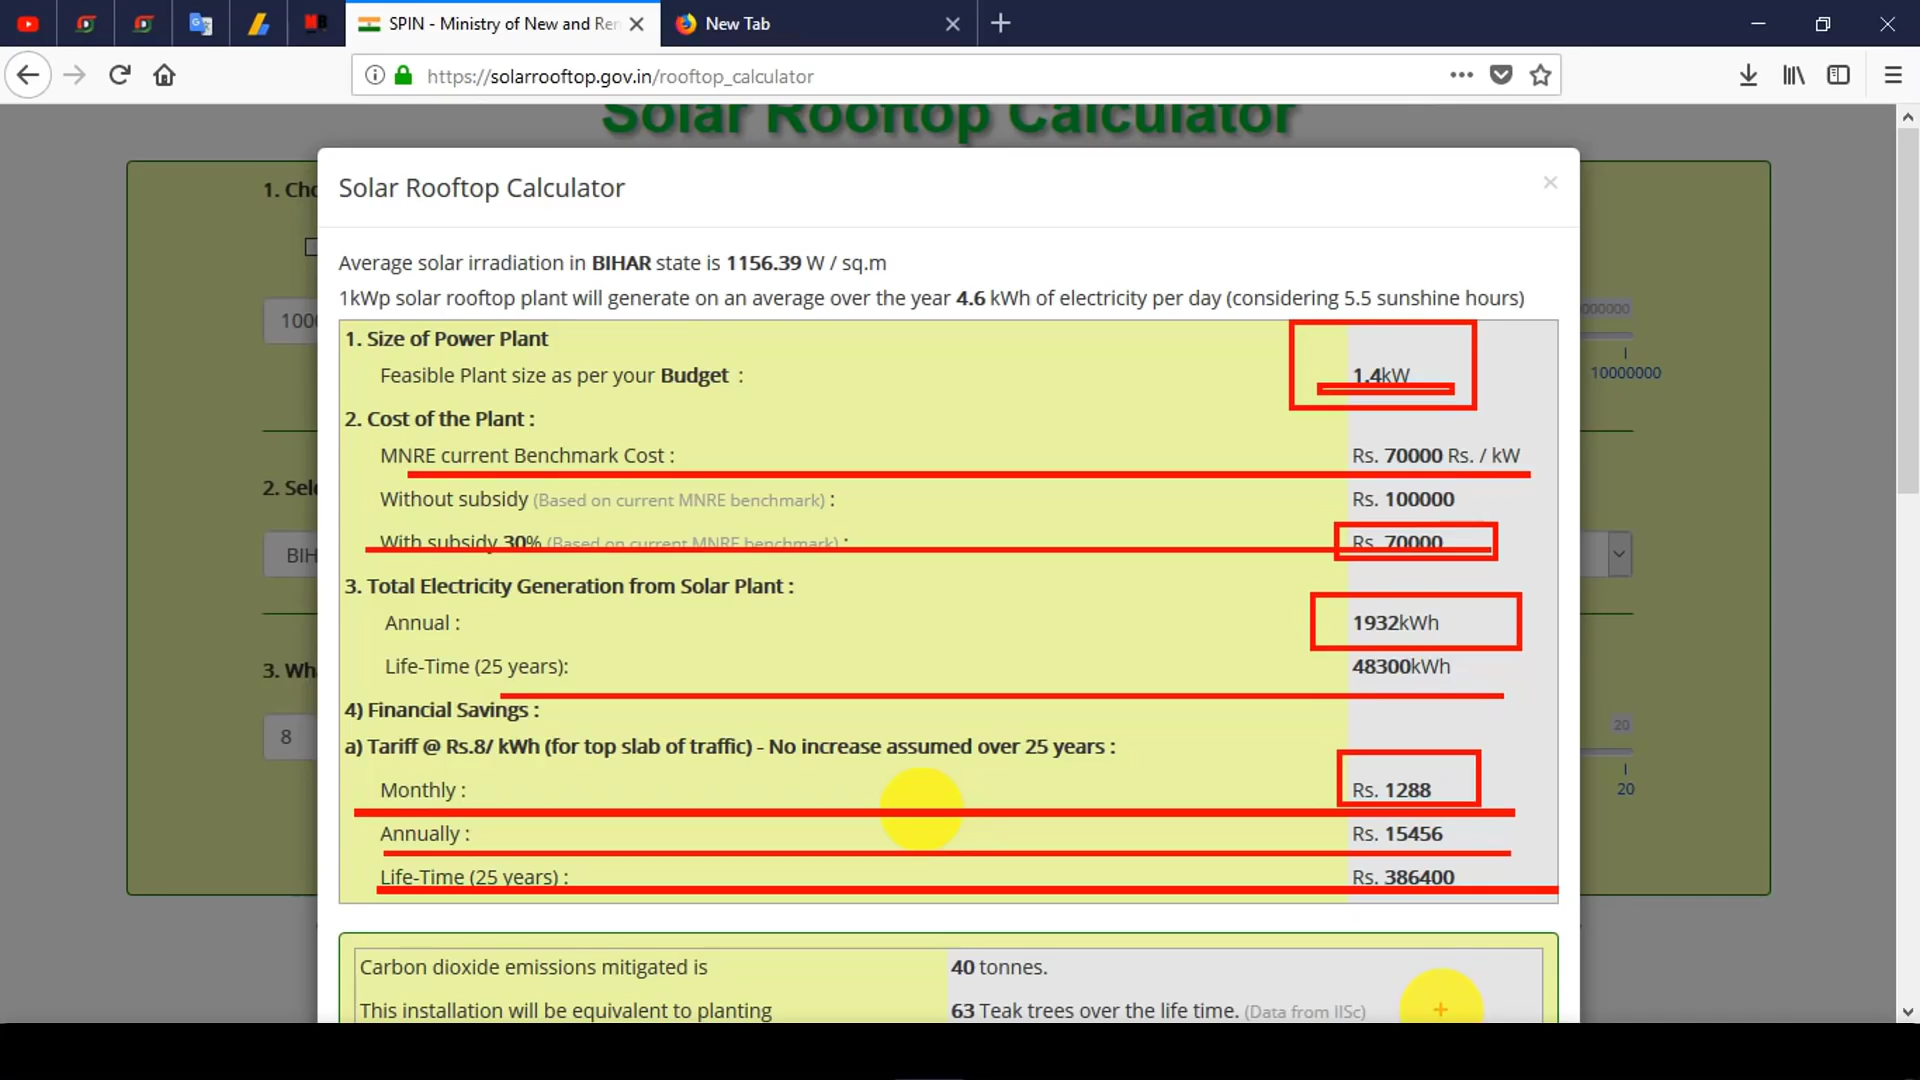 SPIN - Ministry of New and Ren
New Tab
https://solarrooftop.gov.in/rooftop_calculator
Solar Rooftop Calculator
Solar Rooftop Calculator
1. Cho
Average solar irradiation in BIHAR state is 1156.39 W / sq.m
1kWp solar rooftop plant will generate on an average over the year 4.6 kWh of electricity per day (considering 5.5 sunshine hours)
1. Size of Power Plant
Feasible Plant size as per your Budget : 1.4kW
10000000
2. Cost of the Plant :
MNRE current Benchmark Cost : Rs. 70000 Rs. / kW
2. Sele
Without subsidy (Based on current MNRE benchmark) : Rs. 100000
With subsidy 30% (Based on current MNRE benchmark) : Rs. 70000
BIH
3. Total Electricity Generation from Solar Plant :
Annual : 1932kWh
3. Wh
Life-Time (25 years): 48300kWh
4) Financial Savings :
20
8
a) Tariff @ Rs.8/ kWh (for top slab of traffic) - No increase assumed over 25 years :
Monthly : Rs. 1288
20
Annually : Rs. 15456
Life-Time (25 years) : Rs. 386400
Carbon dioxide emissions mitigated is 40 tonnes.
This installation will be equivalent to planting 63 Teak trees over the life time. (Data from IISc)